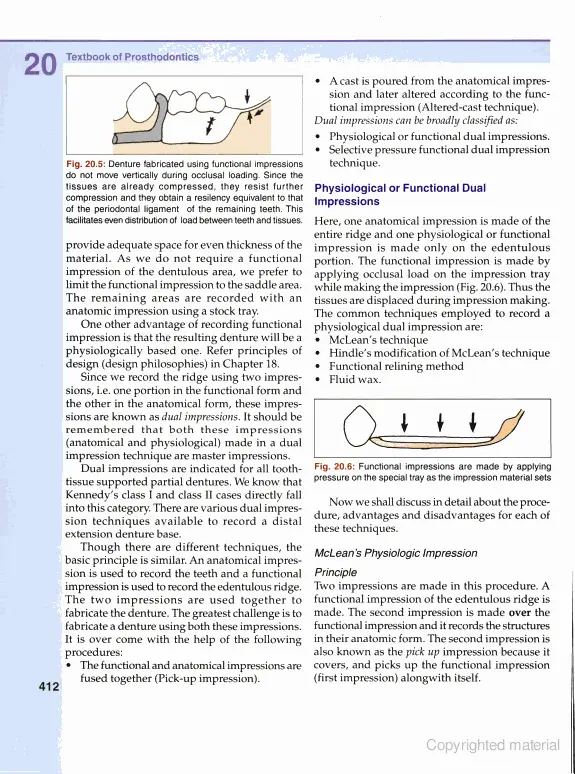 20
Textbook of Prosthodontics
Fig. 20.5: Denture fabricated using functional impressions
do not move vertically during occlusal loading. Since the
tissues are already compressed, they resist further
compression and they obtain a resilency equivalent to that
of the periodontal ligament of the remaining teeth. This
facilitates even distribution of load between teeth and tissues.
provide adequate space for even thickness of the
material. As we do not require a functional
impression of the dentulous area, we prefer to
limit the functional impression to the saddle area.
The remaining areas are recorded with an
anatomic impression using a stock tray.
One other advantage of recording functional
impression is that the resulting denture will be a
physiologically based one. Refer principles of
design (design philosophies) in Chapter 18.
Since we record the ridge using two impres-
sions, i.e. one portion in the functional form and
the other in the anatomical form, these impres-
sions are known as dual impressions. It should be
remembered that both these impressions
(anatomical and physiological) made in a dual
impression technique are master impressions.
Dual impressions are indicated for all tooth-
tissue supported partial dentures. We know that
Kennedy's class I and class II cases directly fall
into this category. There are various dual impres-
sion techniques available to record a distal
extension denture base.
Though there are different techniques, the
basic principle is similar. An anatomical impres-
sion is used to record the teeth and a functional
impression is used to record the edentulous ridge.
The two impressions are used together to
fabricate the denture. The greatest challenge is to
fabricate a denture using both these impressions.
It is over come with the help of the following
procedures:
• The functional and anatomical impressions are
fused together (Pick-up impression).
412
• A cast is poured from the anatomical impres-
sion and later altered according to the func-
tional impression (Altered-cast technique).
Dual impressions can be broadly classified as:
• Physiological or functional dual impressions.
• Selective pressure functional dual impression
technique.
Physiological or Functional Dual
Impressions
Here, one anatomical impression is made of the
entire ridge and one physiological or functional
impression is made only on the edentulous
portion. The functional impression is made by
applying occlusal load on the impression tray
while making the impression (Fig. 20.6). Thus the
tissues are displaced during impression making.
The common techniques employed to record a
physiological dual impression are:
• McLean's technique
• Hindle's modification of McLean's technique
• Functional relining method
• Fluid wax.
Fig. 20.6: Functional impressions are made by applying
pressure on the special tray as the impression material sets
Now we shall discuss in detail about the proce-
dure, advantages and disadvantages for each of
these techniques.
McLean's Physiologic Impression
Principle
Two impressions are made in this procedure. A
functional impression of the edentulous ridge is
made. The second impression is made over the
functional impression and it records the structures
in their anatomic form. The second impression is
also known as the pick up impression because it
covers, and picks up the functional impression
(first impression) alongwith itself.
Copyrighted material